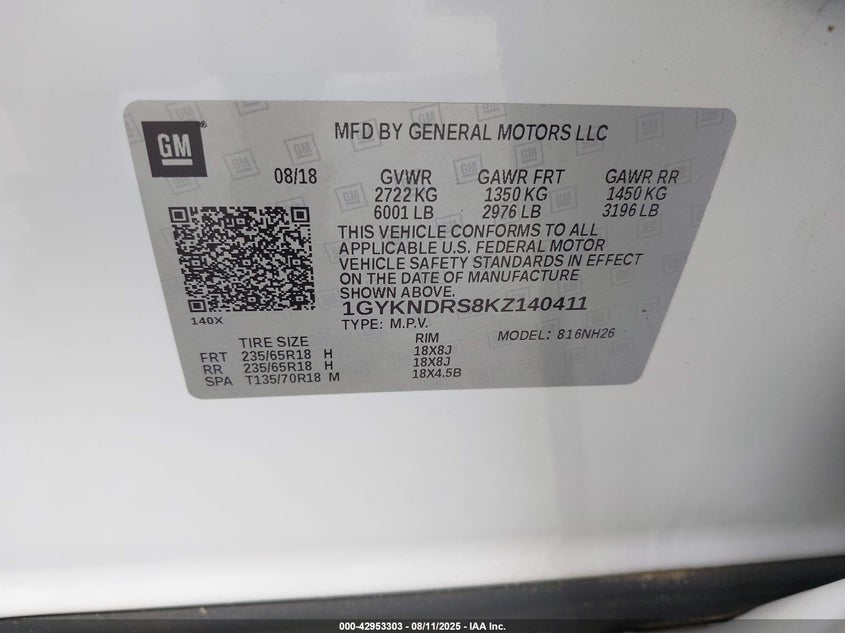 GM
MFD BY GENERAL MOTORS LLC
08/18 GVWR GAWR FRT GAWR RR
2722 KG 1350 KG 1450 KG
6001 LB 2976 LB 3196 LB
THIS VEHICLE CONFORMS TO ALL
APPLICABLE U.S. FEDERAL MOTOR
VEHICLE SAFETY STANDARDS IN EFFECT
ON THE DATE OF MANUFACTURE
SHOWN ABOVE.
1GYKNDRS8KZ140411
140X
TYPE: M.P.V. MODEL: 816NH26
TIRE SIZE RIM
FRT 235/65R18 H 18X8J
RR 235/65R18 H 18X8J
SPA T135/70R18 M 18X4.5B
000-42953303 - 08/11/2025 - IAA Inc.